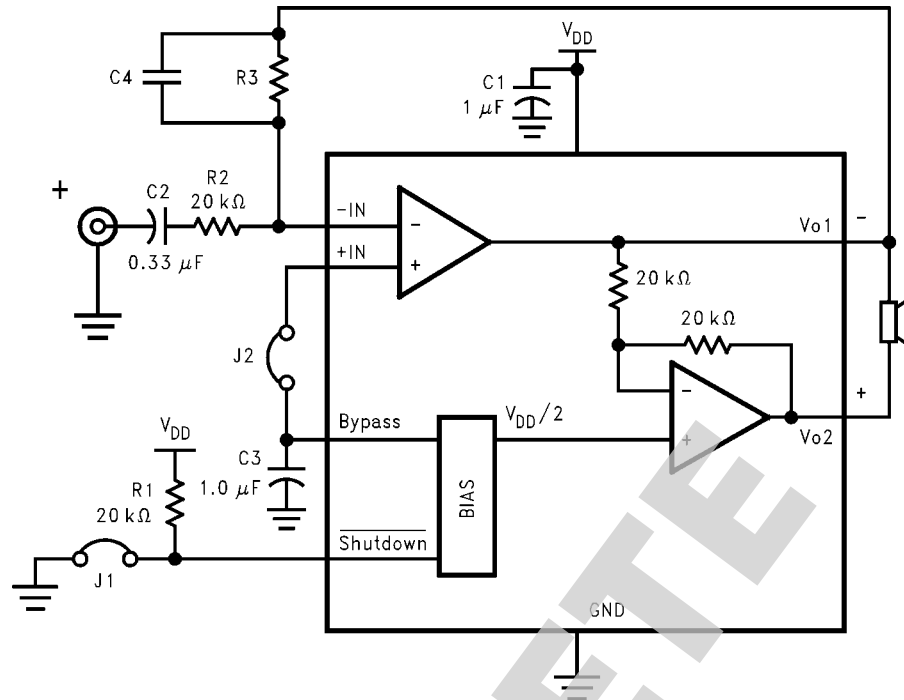 V_DD
C4
R3
C1
1 µF
+
C2
0.33 µF
R2
20 kΩ
-IN
+IN
-
+
Vo1
-
20 kΩ
20 kΩ
J2
-
+
+
Vo2
Bypass
V_DD/2
V_DD
C3
1.0 µF
R1
20 kΩ
BIAS
Shutdown
J1
GND
ETE